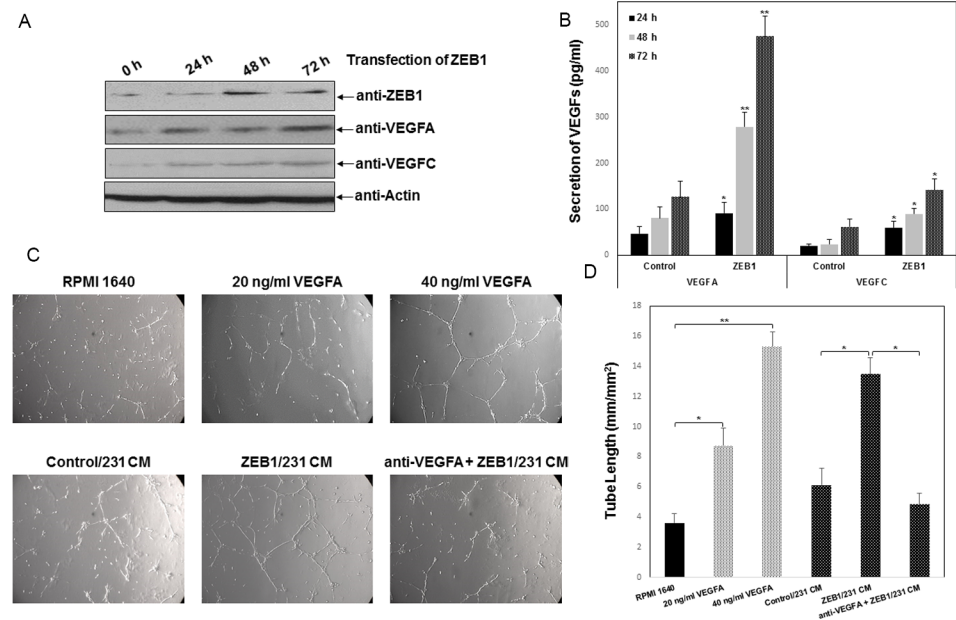 A
0 h 24 h 48 h 72 h Transfection of ZEB1
anti-ZEB1
anti-VEGFA
anti-VEGFC
anti-Actin
B
Secretion of VEGFs (pg/ml)
24 h
48 h
72 h
500
400
300
200
100
0
** ** * * * *
Control ZEB1 Control ZEB1
VEGFA VEGFC
C
RPMI 1640 20 ng/ml VEGFA 40 ng/ml VEGFA
Control/231 CM ZEB1/231 CM anti-VEGFA + ZEB1/231 CM
D
Tube Length (mm/mm²)
18
16
14
12
10
8
6
4
2
0
** * * *
RPMI 1640 20 ng/ml VEGFA 40 ng/ml VEGFA Control/231 CM ZEB1/231 CM anti-VEGFA + ZEB1/231 CM